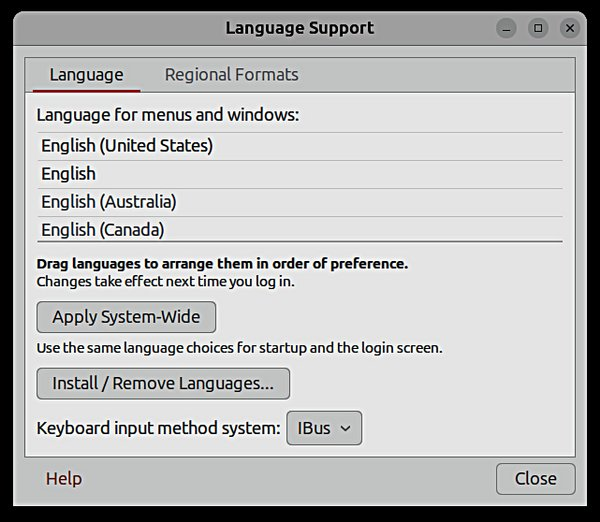 Language Support
Language
Regional Formats
Language for menus and windows:
English (United States)
English
English (Australia)
English (Canada)
Drag languages to arrange them in order of preference.
Changes take effect next time you log in.
Apply System-Wide
Use the same language choices for startup and the login screen.
Install / Remove Languages...
Keyboard input method system: IBus
Help
Close